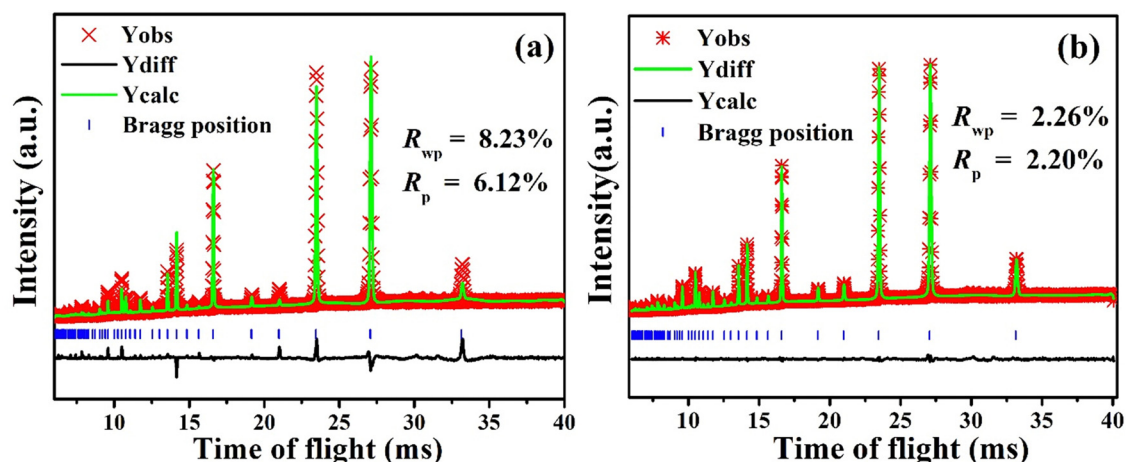 (a)
Yobs
Ydiff
Ycalc
Bragg position
Rwp = 8.23%
Rp = 6.12%
Intensity (a.u.)
10 15 20 25 30 35 40
Time of flight (ms)
(b)
Yobs
Ydiff
Ycalc
Bragg position
Rwp = 2.26%
Rp = 2.20%
Intensity(a.u.)
10 15 20 25 30 35 40
Time of flight (ms)